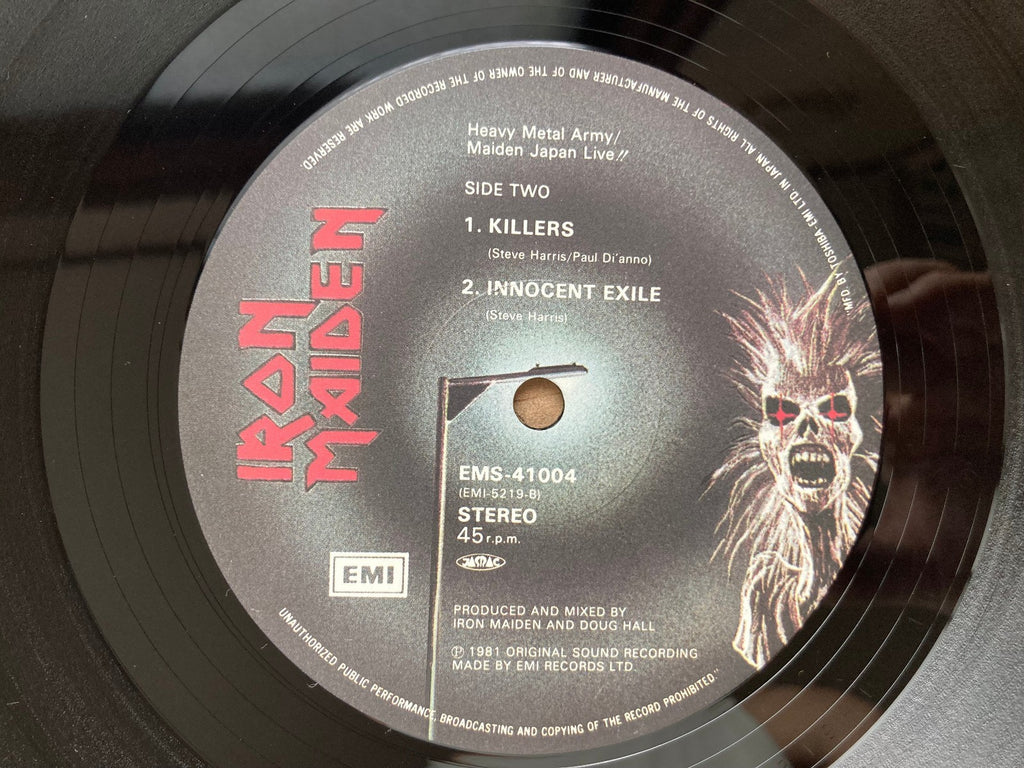 Heavy Metal Army/
Maiden Japan Live!!
SIDE TWO
1. KILLERS
(Steve Harris/Paul Di'anno)
2. INNOCENT EXILE
(Steve Harris)
IRON
MAIDEN
EMS-41004
(EMI-5219-B)
STEREO
45 r.p.m.
JASRAC
EMI
PRODUCED AND MIXED BY
IRON MAIDEN AND DOUG HALL
℗ 1981 ORIGINAL SOUND RECORDING
MADE BY EMI RECORDS LTD.
"MFD. BY TOSHIBA-EMI LTD. IN JAPAN. ALL RIGHTS OF THE MANUFACTURER AND OF THE OWNER OF THE RECORDED WORK ARE RESERVED.
UNAUTHORIZED PUBLIC PERFORMANCE, BROADCASTING AND COPYING OF THE RECORD PROHIBITED."